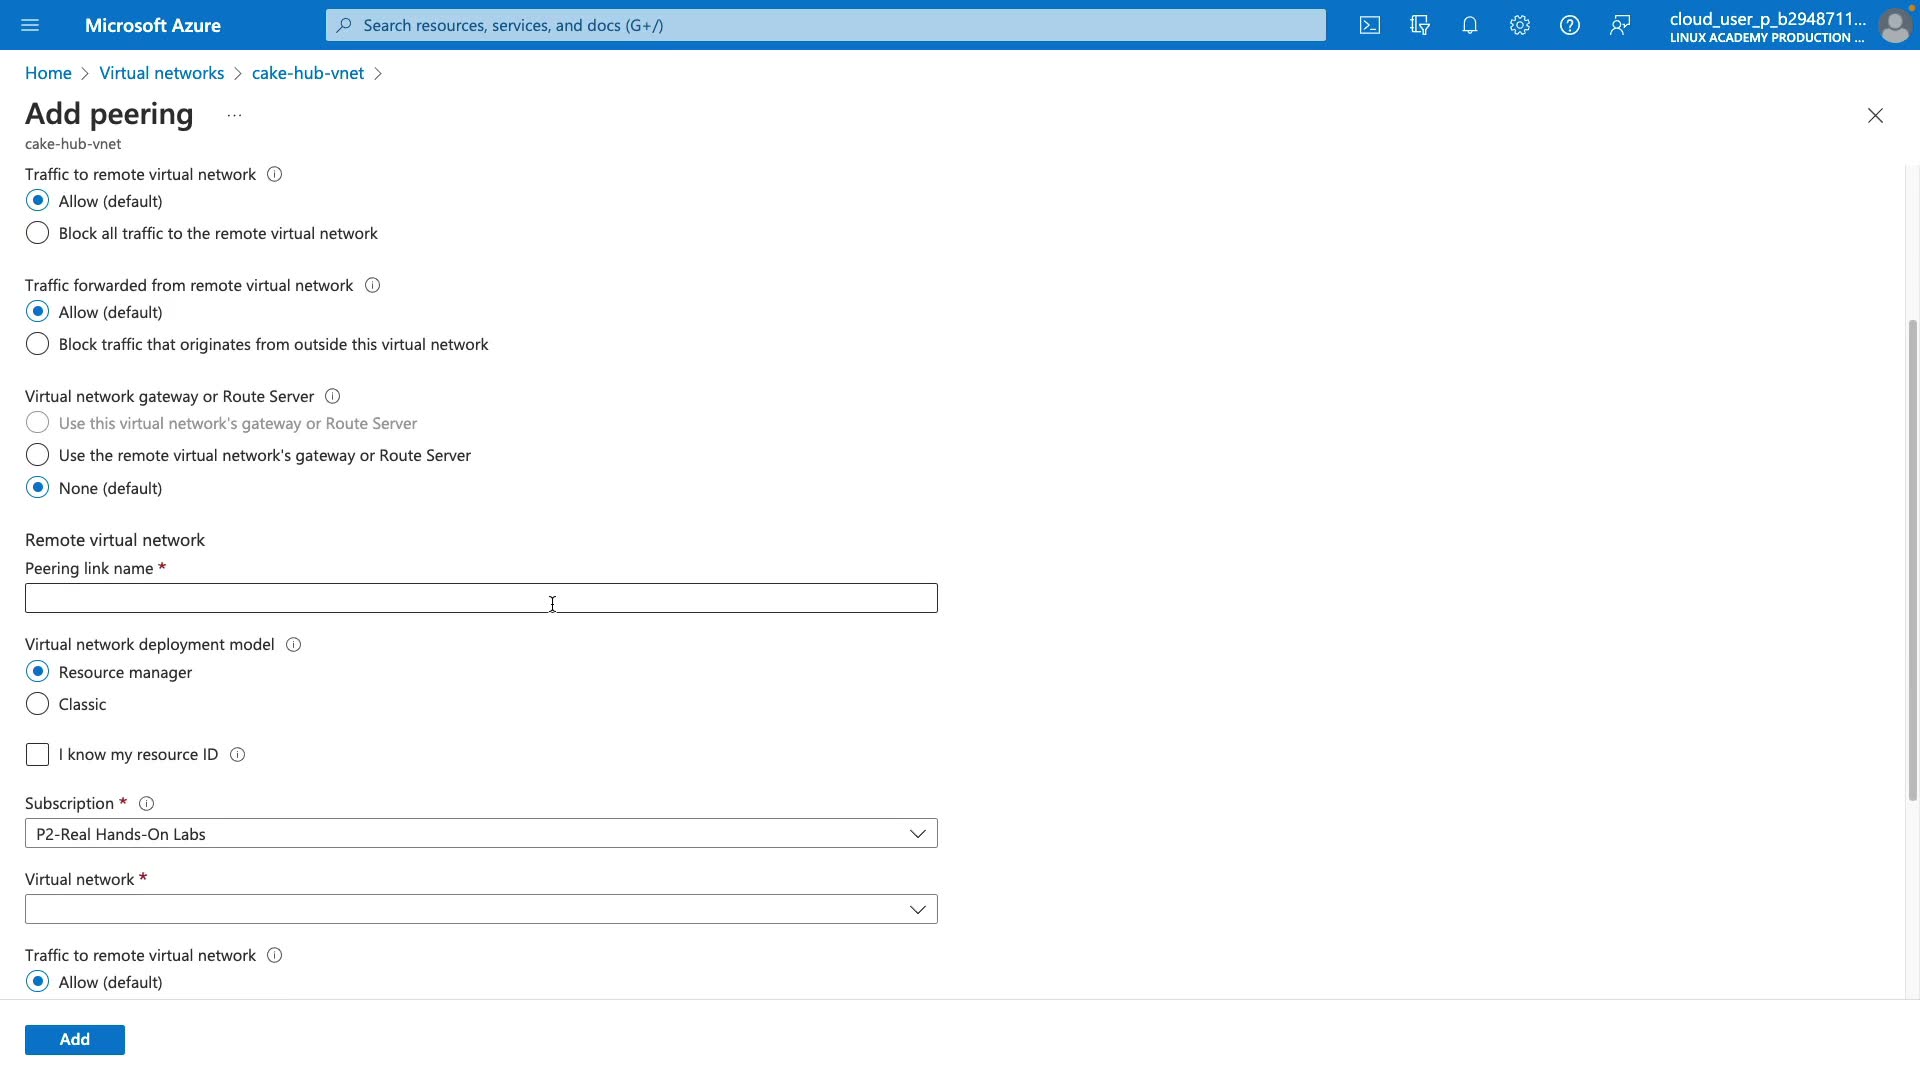 Microsoft Azure
Search resources, services, and docs (G+/)
cloud_user_p_b2948711...
LINUX ACADEMY PRODUCTION ...
Home > Virtual networks > cake-hub-vnet >
Add peering ...
cake-hub-vnet
Traffic to remote virtual network
Allow (default)
Block all traffic to the remote virtual network
Traffic forwarded from remote virtual network
Allow (default)
Block traffic that originates from outside this virtual network
Virtual network gateway or Route Server
Use this virtual network's gateway or Route Server
Use the remote virtual network's gateway or Route Server
None (default)
Remote virtual network
Peering link name *
Virtual network deployment model
Resource manager
Classic
I know my resource ID
Subscription *
P2-Real Hands-On Labs
Virtual network *
Traffic to remote virtual network
Allow (default)
Add